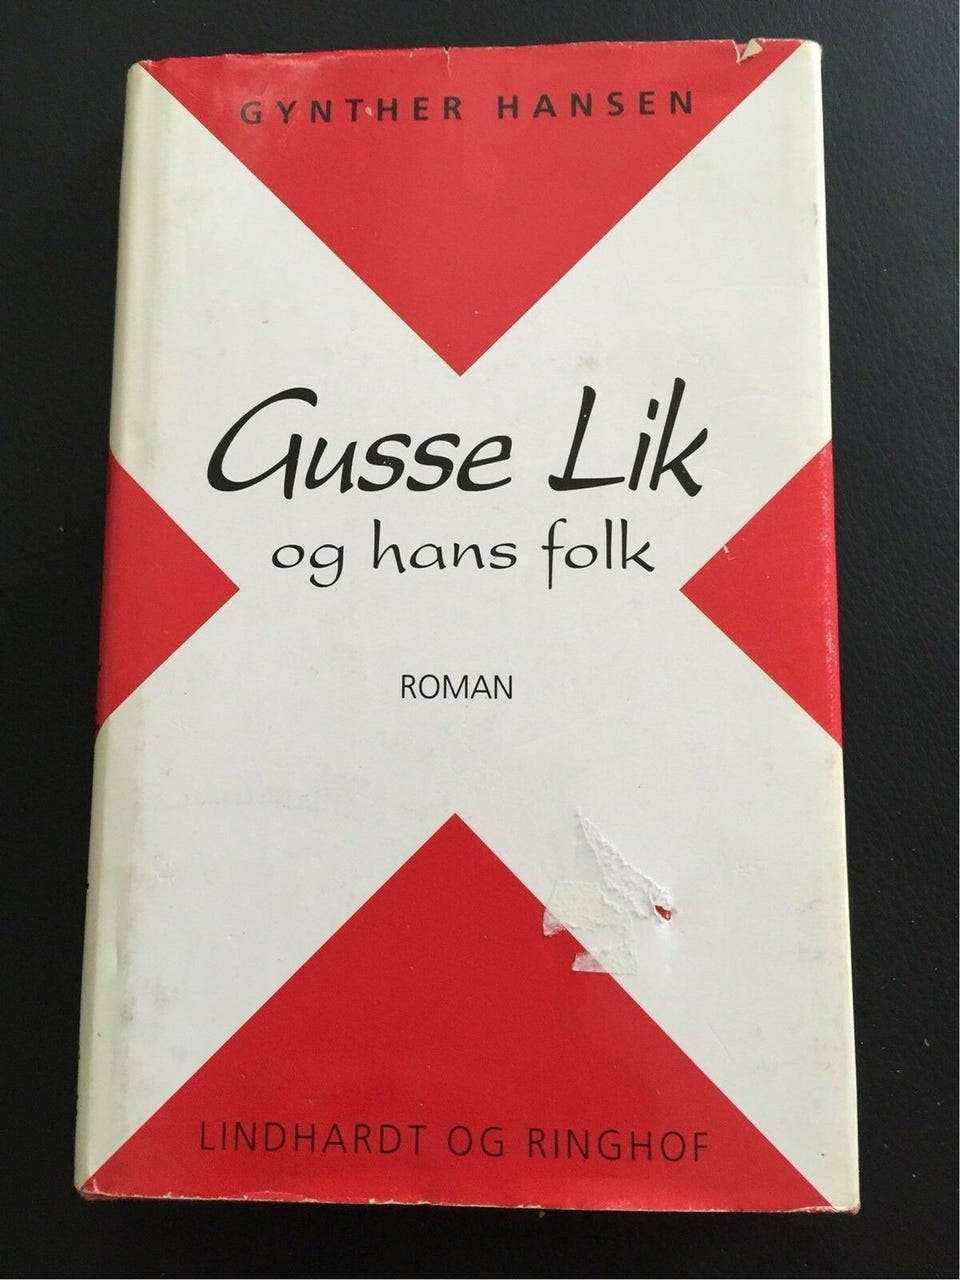 GYNTHER HANSEN
Gusse Lik
og hans folk
ROMAN
LINDHARDT OG RINGHOF